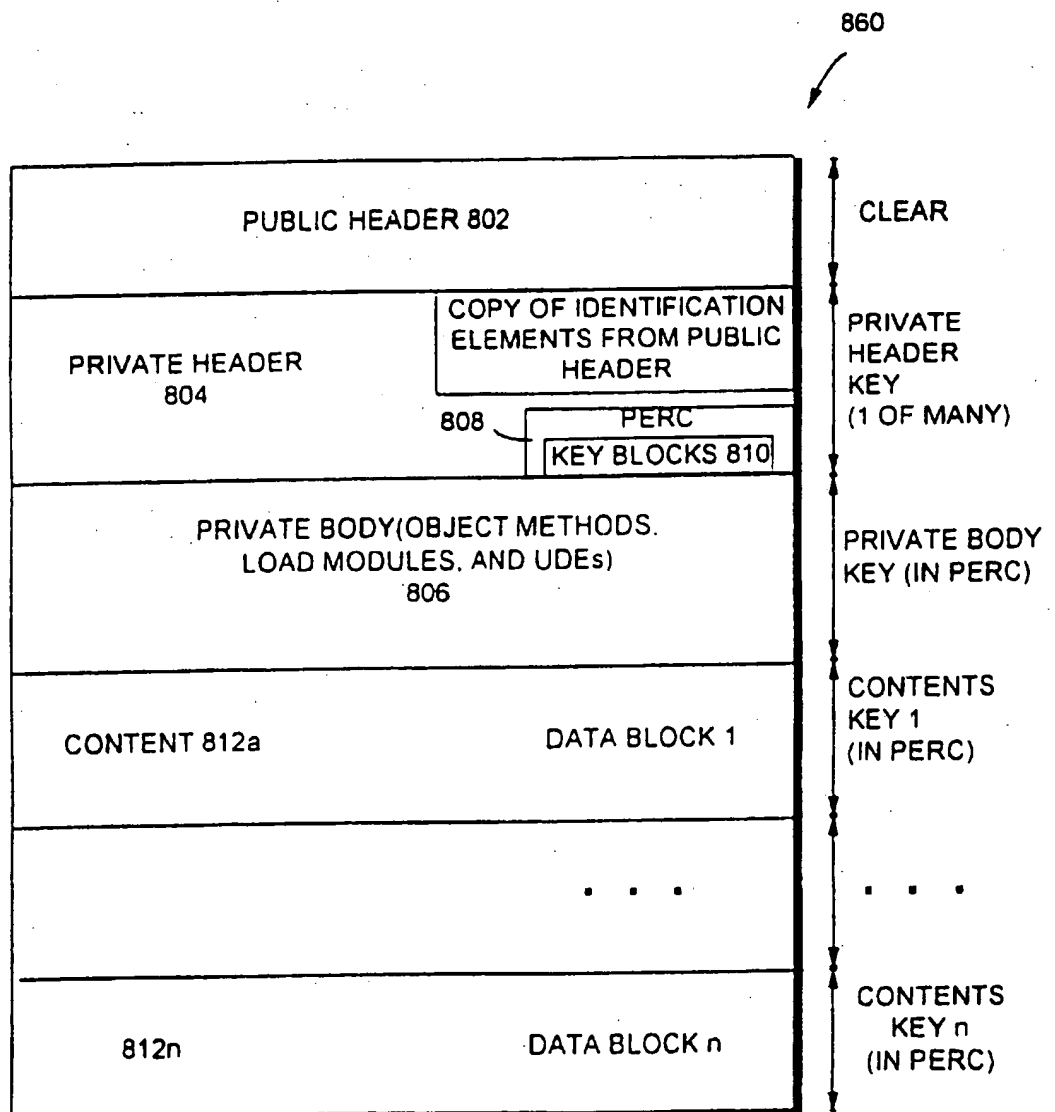 860
PUBLIC HEADER 802
CLEAR
COPY OF IDENTIFICATION
ELEMENTS FROM PUBLIC
HEADER
PRIVATE HEADER
804
808
PERC
KEY BLOCKS 810
PRIVATE
HEADER
KEY
(1 OF MANY)
PRIVATE BODY(OBJECT METHODS.
LOAD MODULES, AND UDEs)
806
PRIVATE BODY
KEY (IN PERC)
CONTENT 812a
DATA BLOCK 1
CONTENTS
KEY 1
(IN PERC)
. . .
. . .
812n
DATA BLOCK n
CONTENTS
KEY n
(IN PERC)